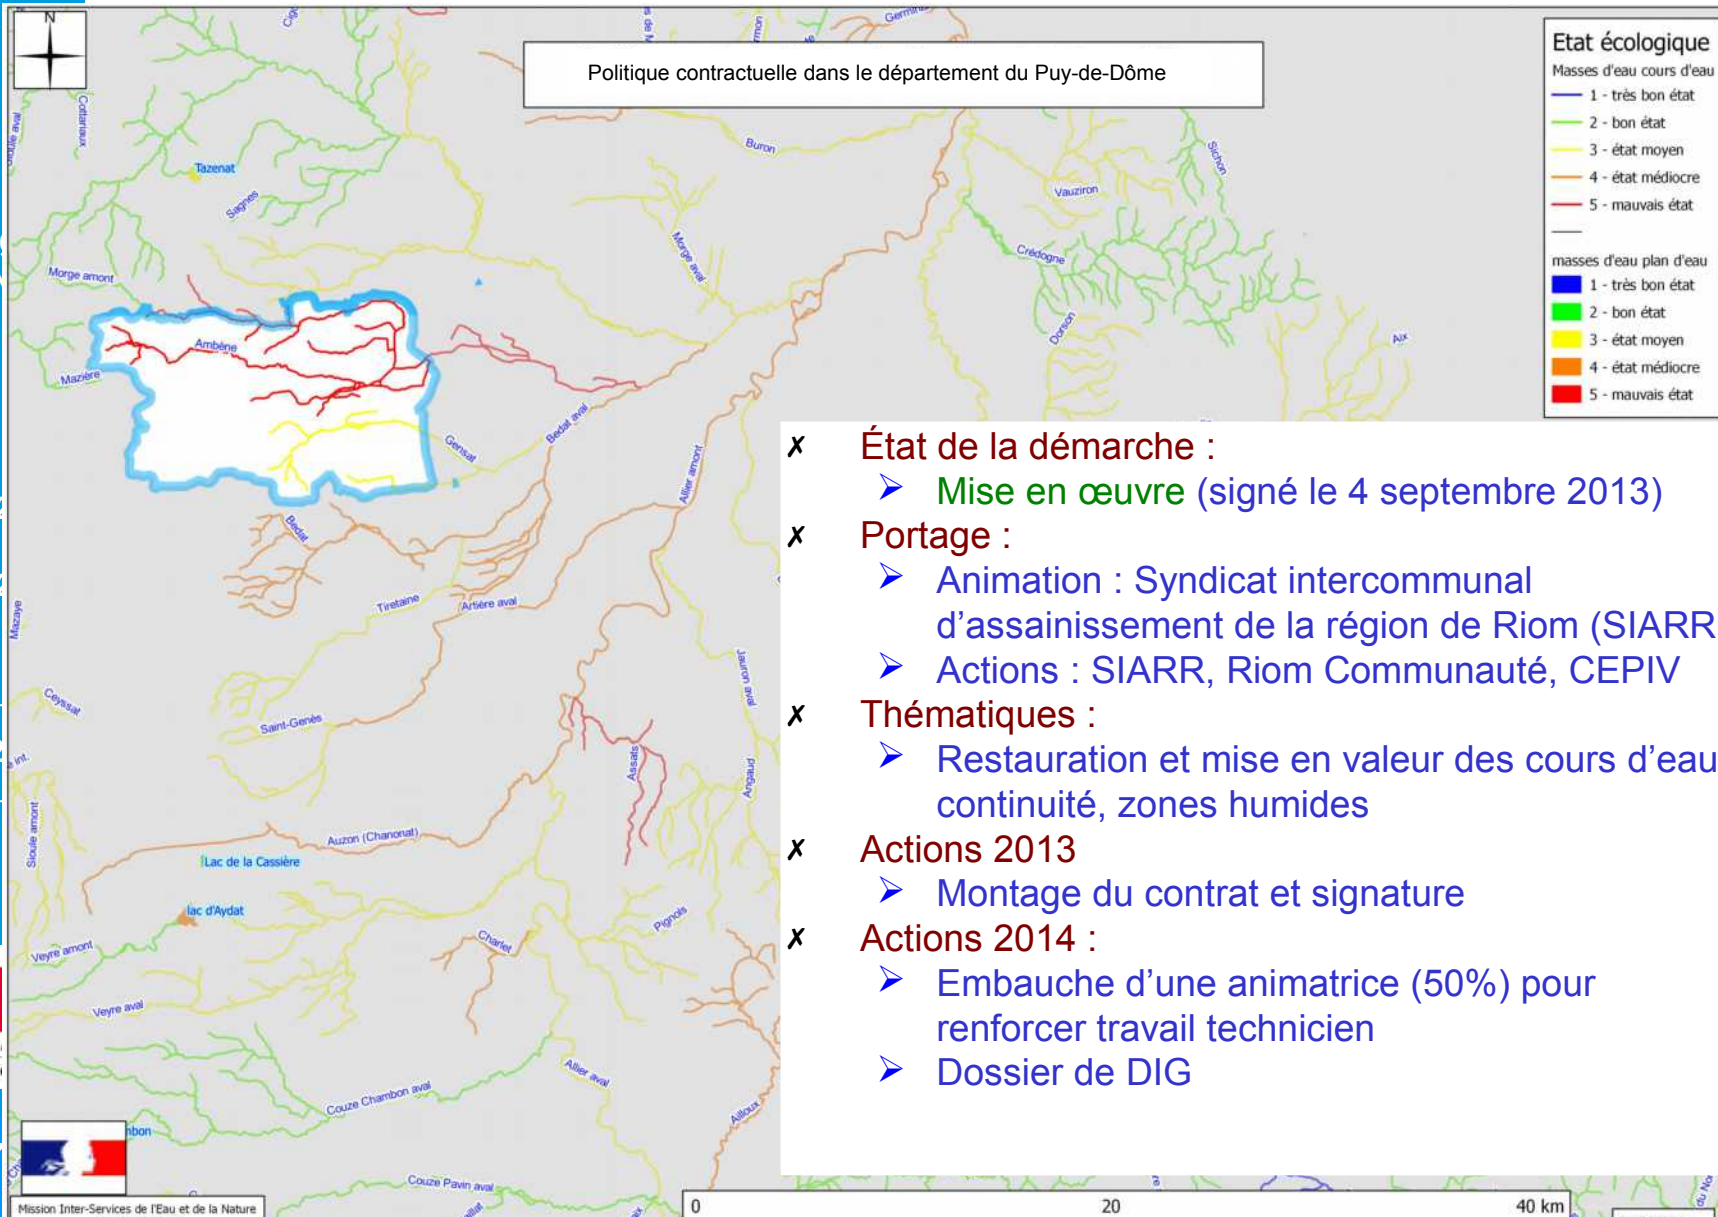 N
Politique contractuelle dans le département du Puy-de-Dôme
Etat écologique
Masses d'eau cours d'eau
1 - très bon état
2 - bon état
3 - état moyen
4 - état médiocre
5 - mauvais état
masses d'eau plan d'eau
1 - très bon état
2 - bon état
3 - état moyen
4 - état médiocre
5 - mauvais état
Cottariaux
Tazenat
Sagnes
Buron
Sichon
Vauziron
Morge amont
Morge aval
Crédogne
Dorson
Aix
Ambène
Mazière
Gensat
Bedat aval
Allier amont
Bedat
Tiretaine
Artière aval
Mazaye
Ceyssat
Saint-Genès
Jauron aval
Assats
Angaud
Sioule amont
Auzon (Chanonat)
Lac de la Cassière
lac d'Aydat
Veyre amont
Charlet
Pignols
Veyre aval
Allier aval
Couze Chambon aval
Ailloux
Couze Pavin aval
✗ État de la démarche :
➢ Mise en œuvre (signé le 4 septembre 2013)
✗ Portage :
➢ Animation : Syndicat intercommunal
d’assainissement de la région de Riom (SIARR
➢ Actions : SIARR, Riom Communauté, CEPIV
✗ Thématiques :
➢ Restauration et mise en valeur des cours d’eau
continuité, zones humides
✗ Actions 2013
➢ Montage du contrat et signature
✗ Actions 2014 :
➢ Embauche d’une animatrice (50%) pour
renforcer travail technicien
➢ Dossier de DIG
Mission Inter-Services de l'Eau et de la Nature
0 20 40 km